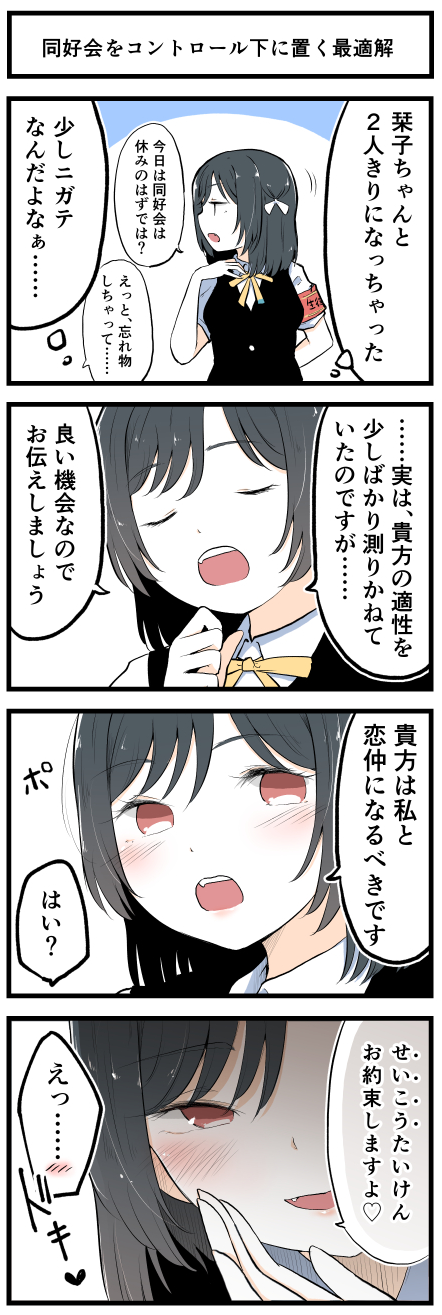 同好会をコントロール下に置く最適解
栞子ちゃんと
２人きりになっちゃった
今日は同好会は
休みのはずでは？
えっと、忘れ物
しちゃって……
少しニガテ
なんだよなぁ……
生徒
……実は、貴方の適性を
少しばかり測りかねて
いたのですが……
良い機会なので
お伝えしましょう
貴方は私と
恋仲になるべきです
ポ
はい？
せいこうたいけん
お約束しますよ♡
えっ……
ドキ